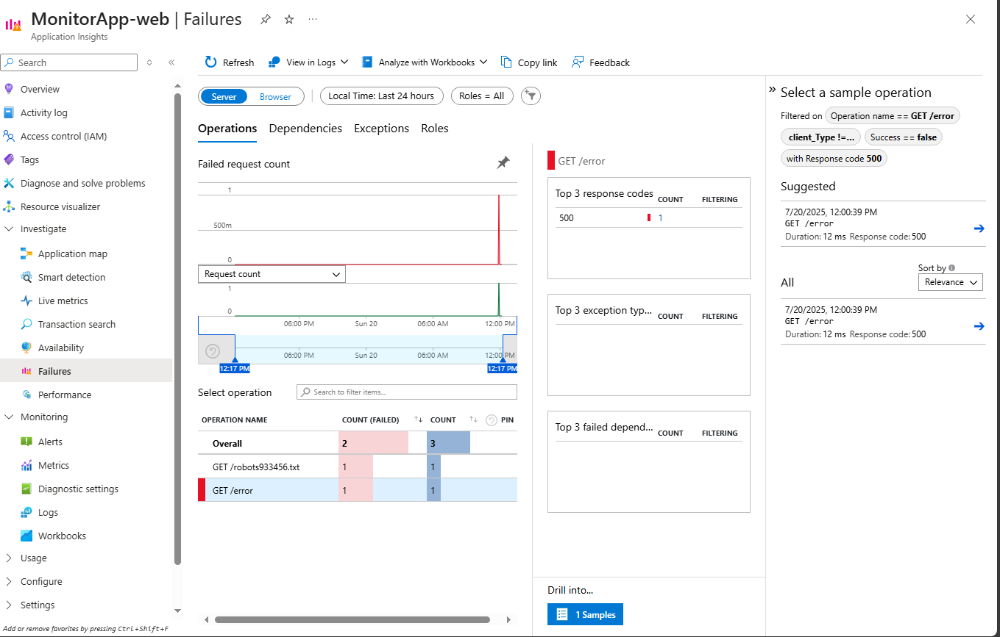 MonitorApp-web | Failures
Application Insights
Search
Overview
Activity log
Access control (IAM)
Tags
Diagnose and solve problems
Resource visualizer
Investigate
Application map
Smart detection
Live metrics
Transaction search
Availability
Failures
Performance
Monitoring
Alerts
Metrics
Diagnostic settings
Logs
Workbooks
Usage
Configure
Settings
Add or remove favorites by pressing Ctrl+Shift+F
Refresh View in Logs Analyze with Workbooks Copy link Feedback
Server Browser Local Time: Last 24 hours Roles = All
Operations Dependencies Exceptions Roles
Failed request count
1
500m
0
Request count
1
0
06:00 PM Sun 20 06:00 AM 12:00 PM
06:00 PM Sun 20 06:00 AM 12:00 PM
12:17 PM 12:17 PM
Select operation Search to filter items...
OPERATION NAME COUNT (FAILED) COUNT PIN
Overall 2 3
GET /robots933456.txt 1 1
GET /error 1 1
GET /error
Top 3 response codes COUNT FILTERING
500 1
Top 3 exception typ... COUNT FILTERING
Top 3 failed depend... COUNT FILTERING
Drill into...
1 Samples
Select a sample operation
Filtered on Operation name == GET /error
client_Type !=... Success == false
with Response code 500
Suggested
7/20/2025, 12:00:39 PM
GET /error
Duration: 12 ms Response code: 500
Sort by
All Relevance
7/20/2025, 12:00:39 PM
GET /error
Duration: 12 ms Response code: 500